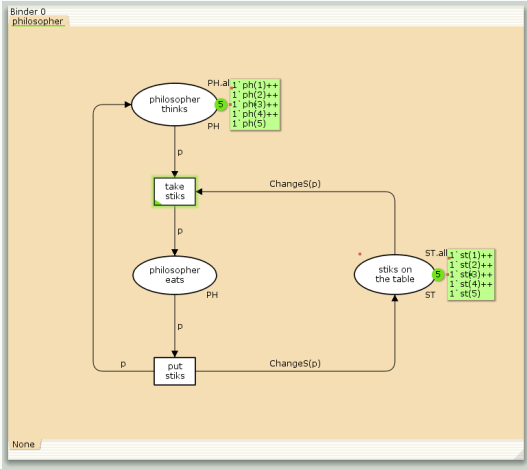 Binder 0
philosopher
PH.al
1`ph(1)++
1`ph(2)++
1`ph(3)++
1`ph(4)++
1`ph(5)
5
philosopher
thinks
PH
p
take
stiks
ChangeS(p)
p
ST.all
1`st(1)++
1`st(2)++
1`st(3)++
1`st(4)++
1`st(5)
5
philosopher
eats
PH
stiks on
the table
ST
p
p
put
stiks
ChangeS(p)
None